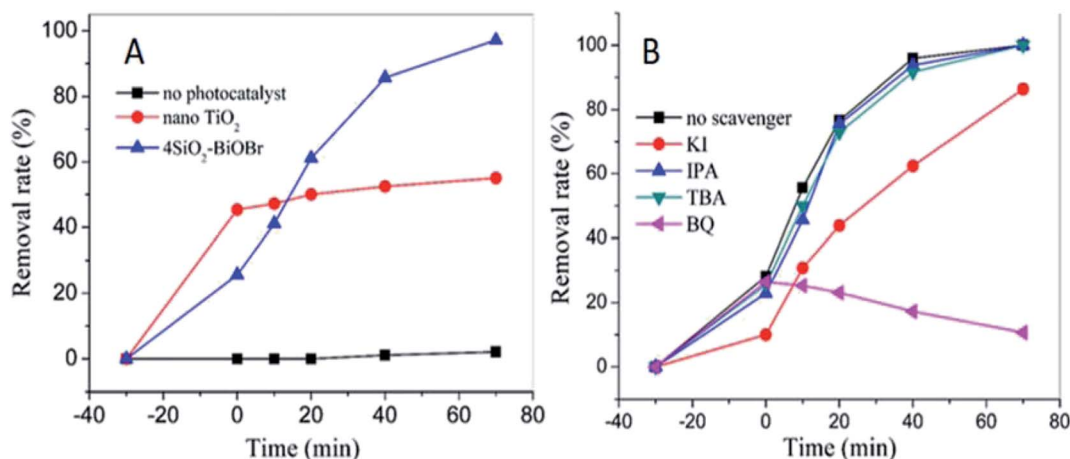 A
no photocatalyst
nano TiO₂
4SiO₂-BiOBr
Removal rate (%)
100
80
60
40
20
0
-40
-20
0
20
40
60
80
Time (min)
B
no scavenger
KI
IPA
TBA
BQ
Removal rate (%)
100
80
60
40
20
0
-40
-20
0
20
40
60
80
Time (min)